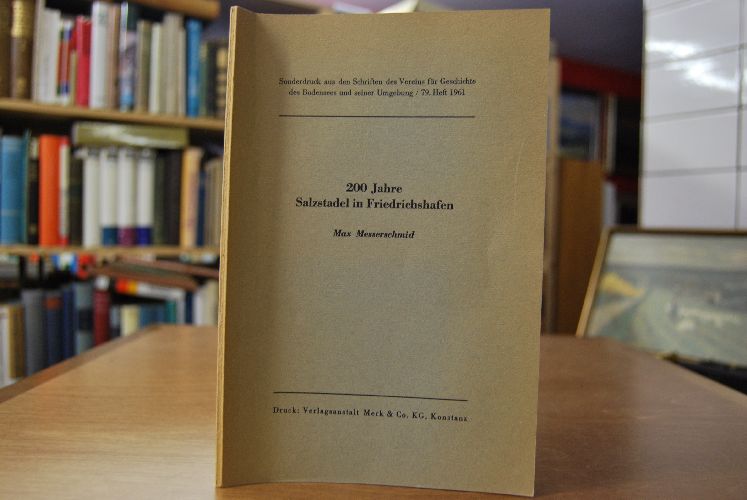 Sonderdruck aus den Schriften des Vereins für Geschichte
des Bodensees und seiner Umgebung / 79. Heft 1961
200 Jahre
Salzstadel in Friedrichshafen
Max Messerschmid
Druck: Verlagsanstalt Merk & Co. KG, Konstanz